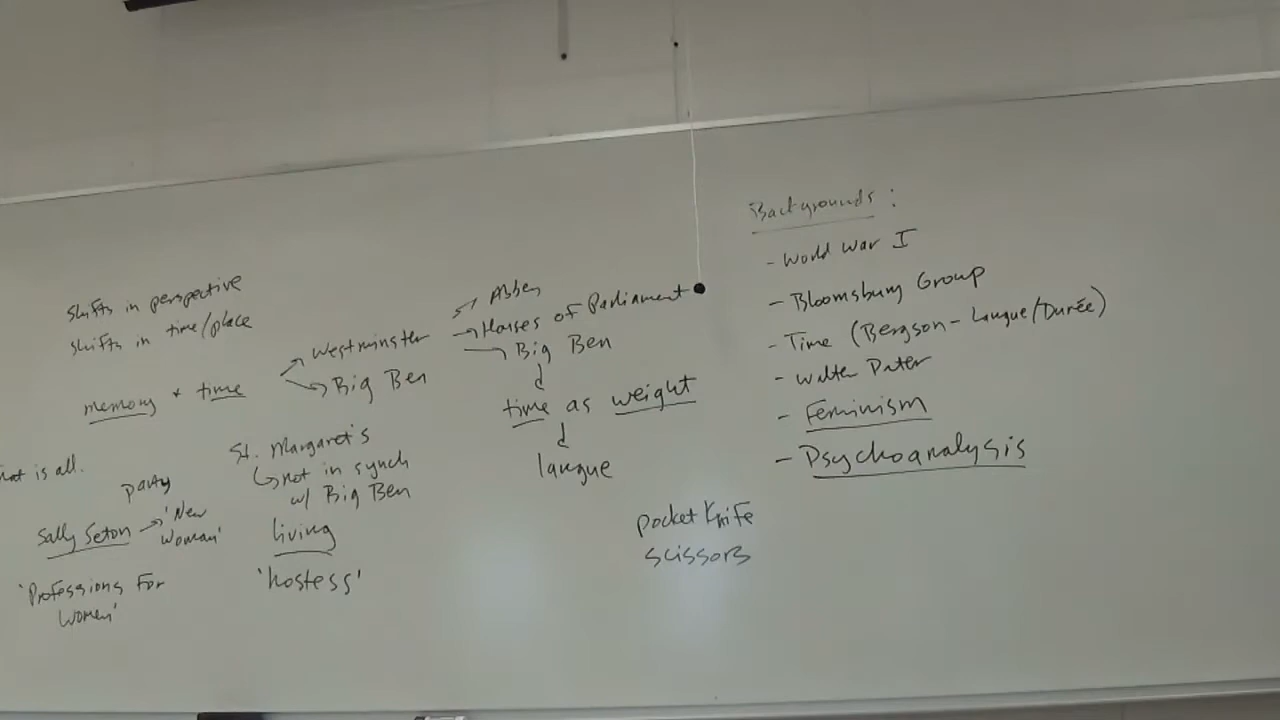 shifts in perspective
shifts in time/place
memory + time
Westminster
Big Ben
Abbey
Houses of Parliament
Big Ben
time as weight
langue
hat is all.
party
Sally Seton → 'New
Woman'
'Professions For
Women'
St. Margaret's
not in synch
w/ Big Ben
living
'hostess'
pocket Knife
scissors
Backgrounds:
- World War I
- Bloomsbury Group
- Time (Bergson - Langue/Durée)
- Walter Pater
- Feminism
- Psychoanalysis